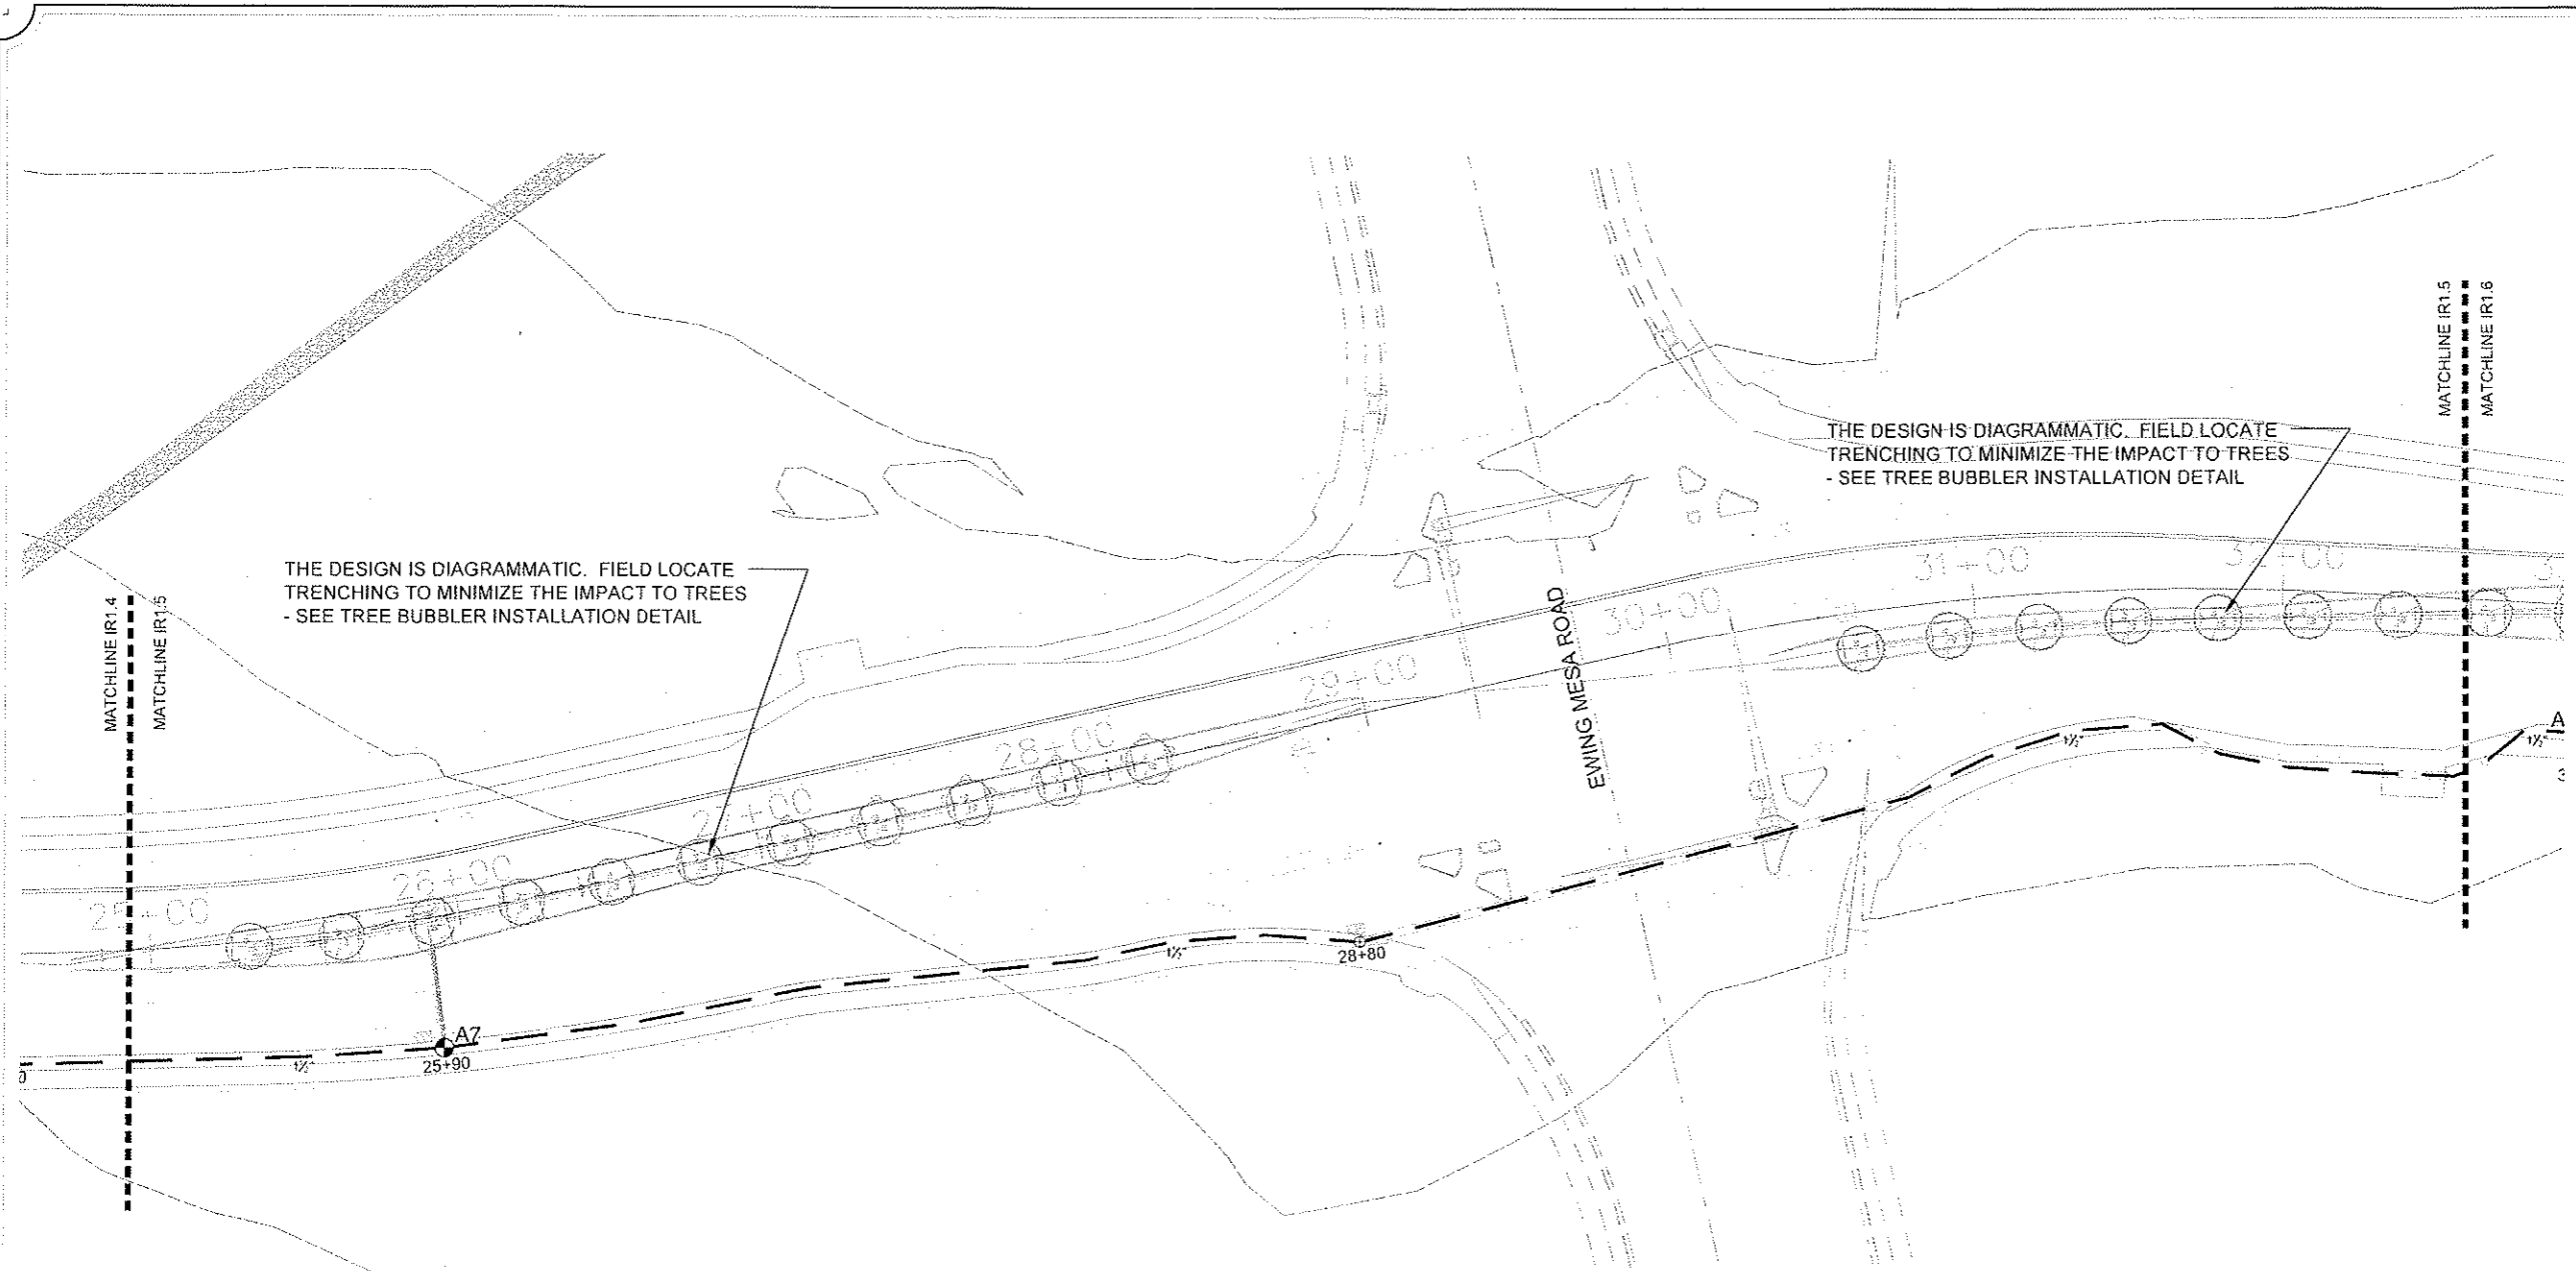 MATCHLINE IR1.4
MATCHLINE IR1.5
THE DESIGN IS DIAGRAMMATIC. FIELD LOCATE
TRENCHING TO MINIMIZE THE IMPACT TO TREES
- SEE TREE BUBBLER INSTALLATION DETAIL
THE DESIGN IS DIAGRAMMATIC. FIELD LOCATE
TRENCHING TO MINIMIZE THE IMPACT TO TREES
- SEE TREE BUBBLER INSTALLATION DETAIL
MATCHLINE IR1.5
MATCHLINE IR1.6
25+00
26+00
27+00
28+00
29+00
30+00
31+00
32+00
EWING MESA ROAD
A7
25+90
28+80
1½"
1½"
1½"
1½"
A
3
0